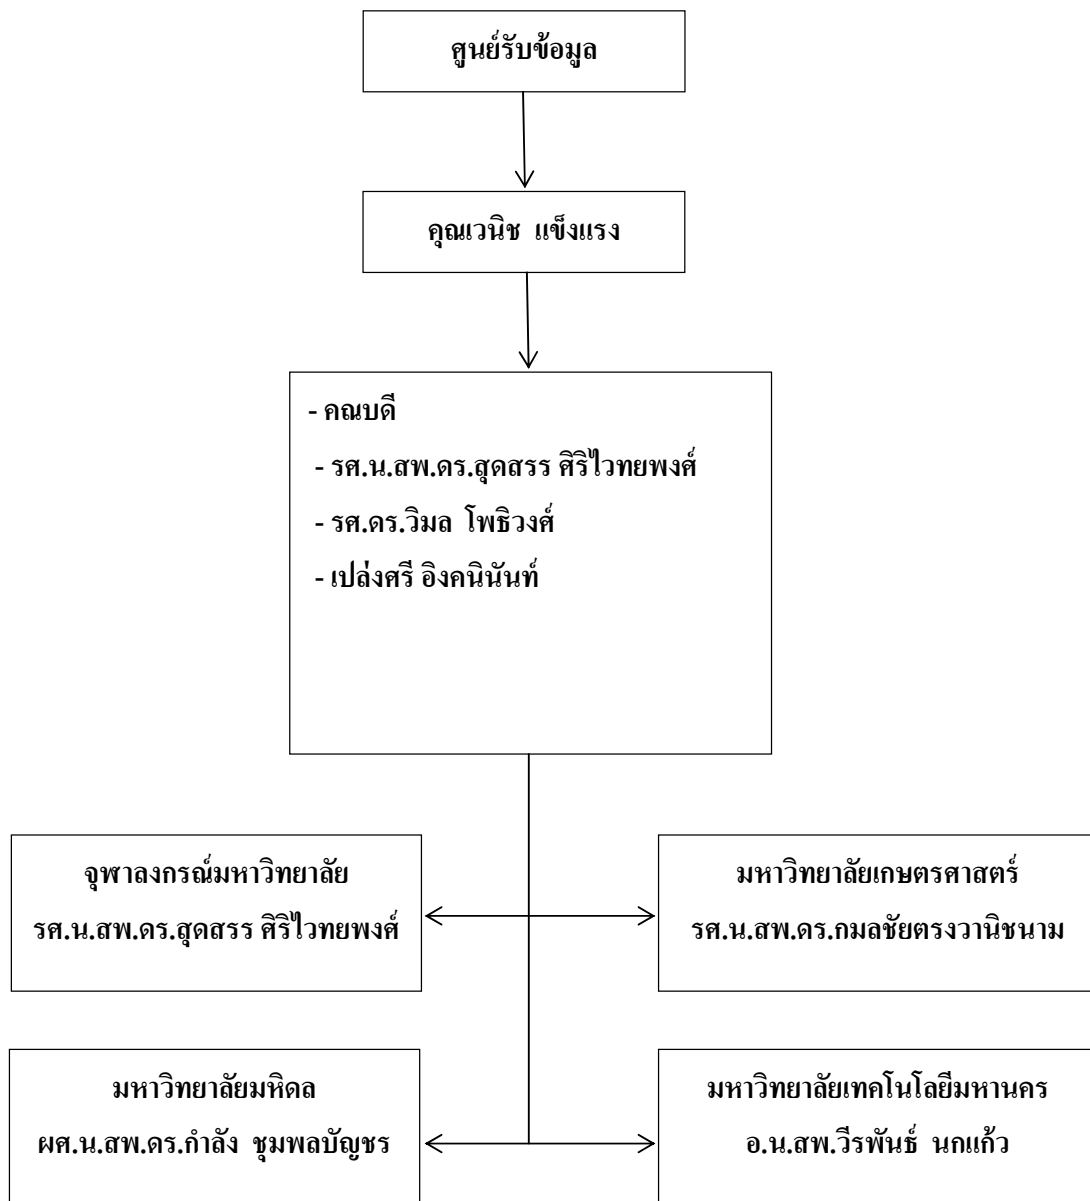 ศูนย์รับข้อมูล
คุณเวนิช แข็งแรง
- คณบดี
- รศ.น.สพ.ดร.สุดสรร ศิริไวทยพงศ์
- รศ.ดร.วิมล โพธิวงศ์
- เปล่งศรี อิงคนินันท์
จุฬาลงกรณ์มหาวิทยาลัย
รศ.น.สพ.ดร.สุดสรร ศิริไวทยพงศ์
มหาวิทยาลัยเกษตรศาสตร์
รศ.น.สพ.ดร.กมลชัยตรงวานิชนาม
มหาวิทยาลัยมหิดล
ผศ.น.สพ.ดร.กำลัง ชุมพลบัญชร
มหาวิทยาลัยเทคโนโลยีมหานคร
อ.น.สพ.วีรพันธ์ นกแก้ว